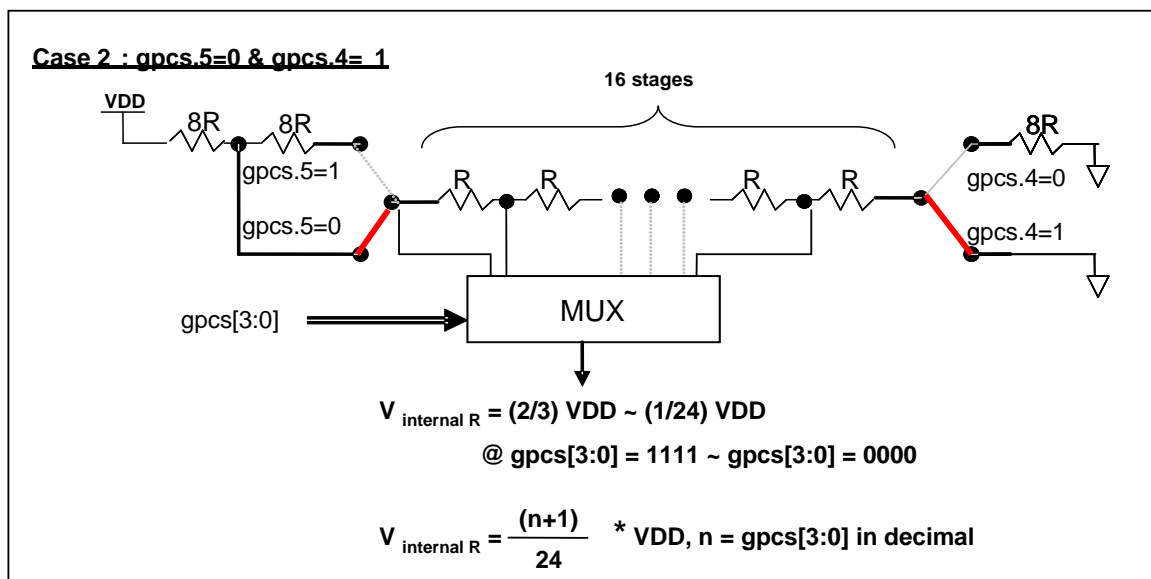 Case 2 : gpcs.5=0 & gpcs.4= 1
16 stages
VDD
8R 8R 8R
gpcs.5=1 R R R R gpcs.4=0
gpcs.5=0 gpcs.4=1
MUX
gpcs[3:0]
V internal R = (2/3) VDD ~ (1/24) VDD
@ gpcs[3:0] = 1111 ~ gpcs[3:0] = 0000
V internal R = (n+1) / 24 * VDD, n = gpcs[3:0] in decimal